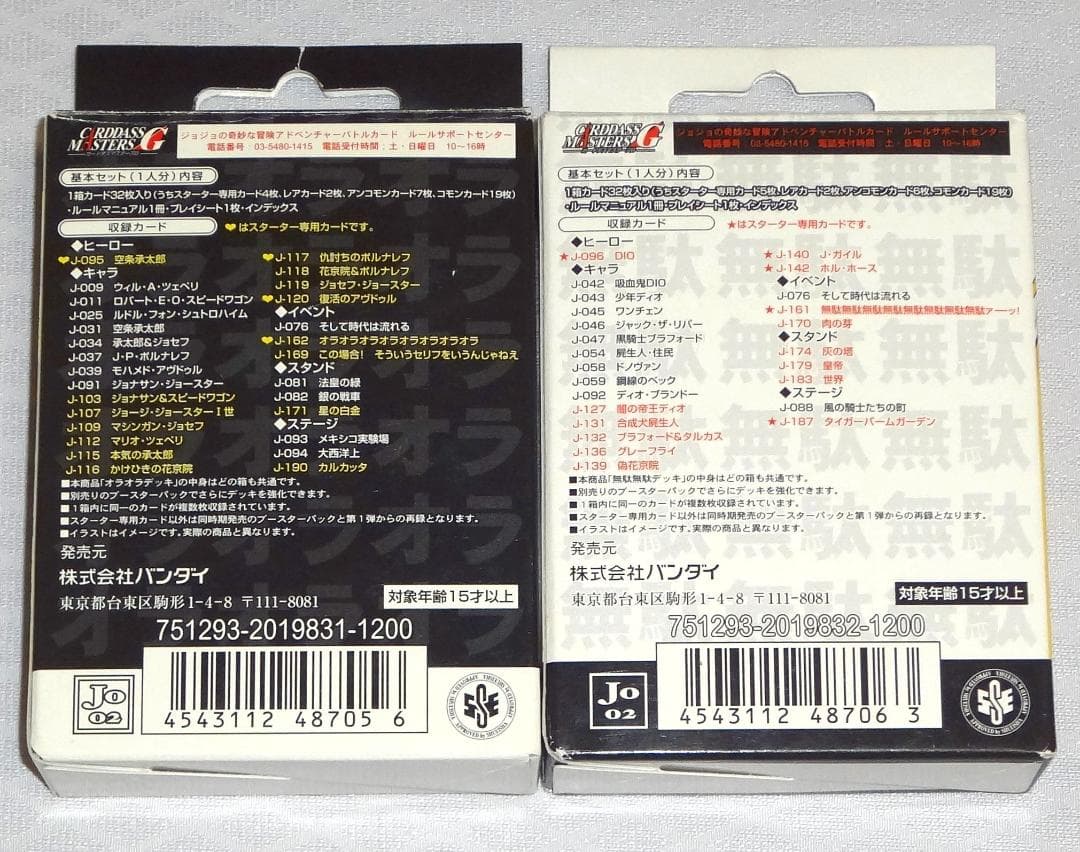 CARDDASS MASTERS G
ジョジョの奇妙な冒険アドベンチャーバトルカード　ルールサポートセンター
電話番号　03-5480-1415　電話受付時間：土・日曜日　10～16時
基本セット（1人分）内容
1箱カード32枚入り（うちスターター専用カード4枚、レアカード2枚、アンコモンカード7枚、コモンカード19枚）
・ルールマニュアル1冊・プレイシート1枚・インデックス
収録カード
♥はスターター専用カードです。
◆ヒーロー
♥J-095　空条承太郎
◆キャラ
J-009　ウィル・A・ツェペリ
J-011　ロバート・E・O・スピードワゴン
J-025　ルドル・フォン・シュトロハイム
J-031　空条承太郎
J-034　承太郎&ジョセフ
J-037　J・P・ポルナレフ
J-039　モハメド・アヴドゥル
J-091　ジョナサン・ジョースター
J-103　ジョナサン&スピードワゴン
J-107　ジョージ・ジョースターⅠ世
J-109　マシンガン・ジョセフ
J-112　マリオ・ツェペリ
J-115　本気の承太郎
J-116　かけひきの花京院
♥J-117　仇討ちのポルナレフ
J-118　花京院&ポルナレフ
J-119　ジョセフ・ジョースター
♥J-120　復活のアヴドゥル
◆イベント
J-076　そして時代は流れる
♥J-162　オラオラオラオラオラオラオラオラ
J-169　この場合！　そういうセリフをいうんじゃねえ
◆スタンド
J-081　法皇の緑
J-082　銀の戦車
J-171　星の白金
◆ステージ
J-093　メキシコ実験場
J-094　大西洋上
J-190　カルカッタ
■本商品「オラオラデッキ」の中身はどの箱も共通です。
■別売りのブースターパックでさらにデッキを強化できます。
■1箱内に同一のカードが複数枚収録されています。
■スターター専用カード以外は同時期発売のブースターパックと第1弾からの再録となります。
■イラストはイメージです。実際の商品と異なります。
発売元
株式会社バンダイ
東京都台東区駒形1-4-8　〒111-8081
対象年齢15才以上
751293-2019831-1200
Jo
02
4543112 48705 6
CARDDASS MASTERS G
ジョジョの奇妙な冒険アドベンチャーバトルカード　ルールサポートセンター
電話番号　03-5480-1415　電話受付時間：土・日曜日　10～16時
基本セット（1人分）内容
1箱カード32枚入り（うちスターター専用カード5枚、レアカード2枚、アンコモンカード6枚、コモンカード19枚）
・ルールマニュアル1冊・プレイシート1枚・インデックス
収録カード
★はスターター専用カードです。
◆ヒーロー
★J-096　DIO
◆キャラ
J-042　吸血鬼DIO
J-043　少年ディオ
J-045　ワンチェン
J-046　ジャック・ザ・リパー
J-047　黒騎士ブラフォード
J-054　屍生人・住民
J-058　ドノヴァン
J-059　鋼線のベック
J-092　ディオ・ブランドー
J-127　闇の帝王ディオ
J-131　合成犬屍生人
J-132　ブラフォード&タルカス
J-136　グレーフライ
J-139　偽花京院
★J-140　J・ガイル
★J-142　ホル・ホース
◆イベント
J-076　そして時代は流れる
★J-161　無駄無駄無駄無駄無駄無駄無駄無駄無駄ァーッ！
J-170　肉の芽
◆スタンド
J-174　灰の塔
J-179　皇帝
J-183　世界
◆ステージ
J-088　風の騎士たちの町
★J-187　タイガーバームガーデン
■本商品「無駄無駄デッキ」の中身はどの箱も共通です。
■別売りのブースターパックでさらにデッキを強化できます。
■1箱内に同一のカードが複数枚収録されています。
■スターター専用カード以外は同時期発売のブースターパックと第1弾からの再録となります。
■イラストはイメージです。実際の商品と異なります。
発売元
株式会社バンダイ
東京都台東区駒形1-4-8　〒111-8081
対象年齢15才以上
751293-2019832-1200
Jo
02
4543112 48706 3